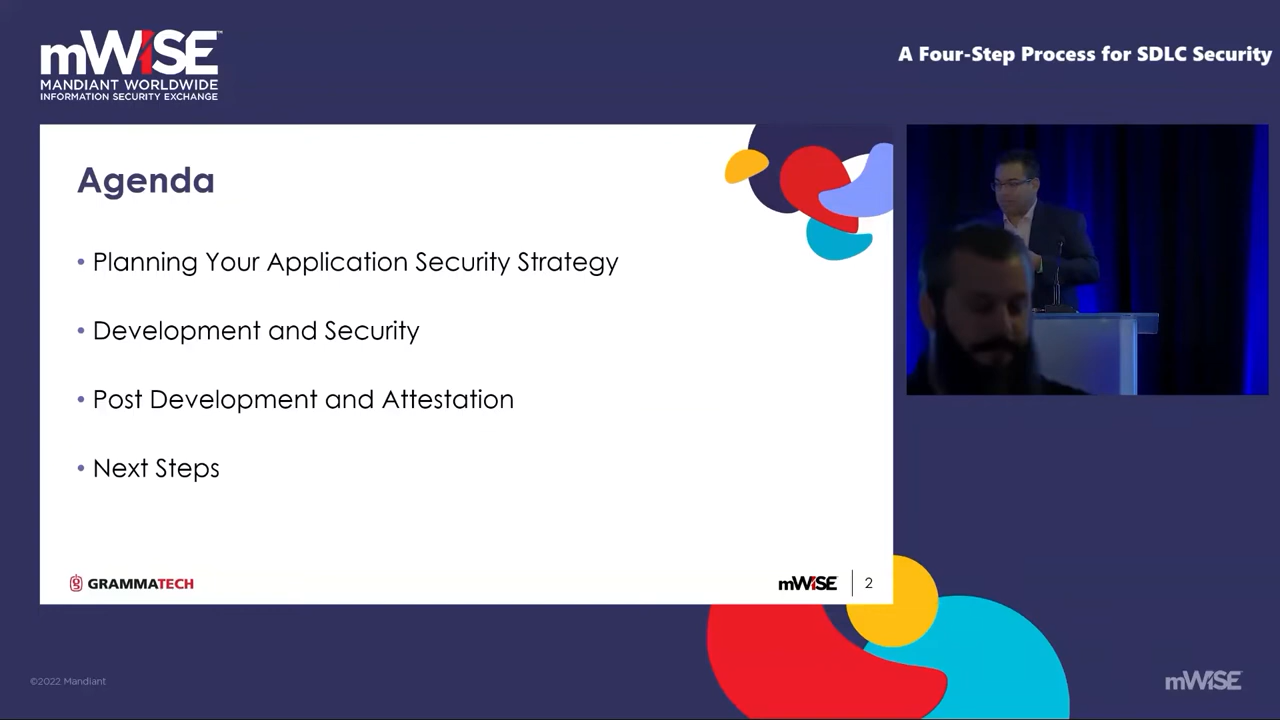 mWISE
MANDIANT WORLDWIDE
INFORMATION SECURITY EXCHANGE
A Four-Step Process for SDLC Security
Agenda
• Planning Your Application Security Strategy
• Development and Security
• Post Development and Attestation
• Next Steps
GRAMMATECH
mWISE
2
©2022 Mandiant
mWISE